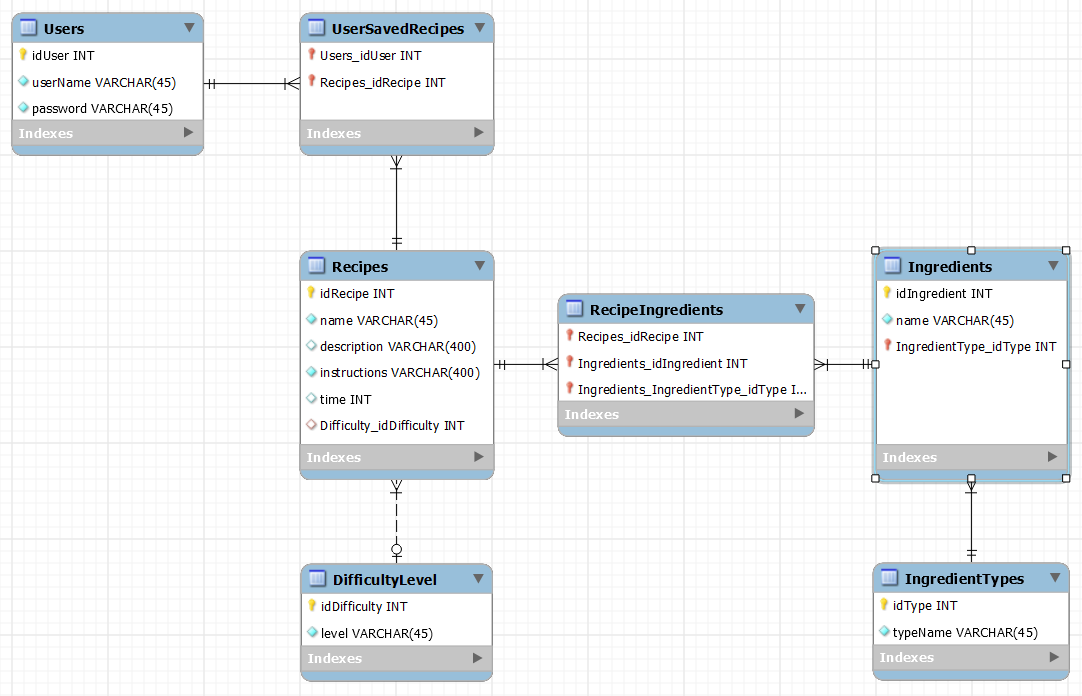 Users
idUser INT
userName VARCHAR(45)
password VARCHAR(45)
Indexes
UserSavedRecipes
Users_idUser INT
Recipes_idRecipe INT
Indexes
Recipes
idRecipe INT
name VARCHAR(45)
description VARCHAR(400)
instructions VARCHAR(400)
time INT
Difficulty_idDifficulty INT
Indexes
RecipeIngredients
Recipes_idRecipe INT
Ingredients_idIngredient INT
Ingredients_IngredientType_idType I...
Indexes
Ingredients
idIngredient INT
name VARCHAR(45)
IngredientType_idType INT
Indexes
DifficultyLevel
idDifficulty INT
level VARCHAR(45)
Indexes
IngredientTypes
idType INT
typeName VARCHAR(45)
Indexes